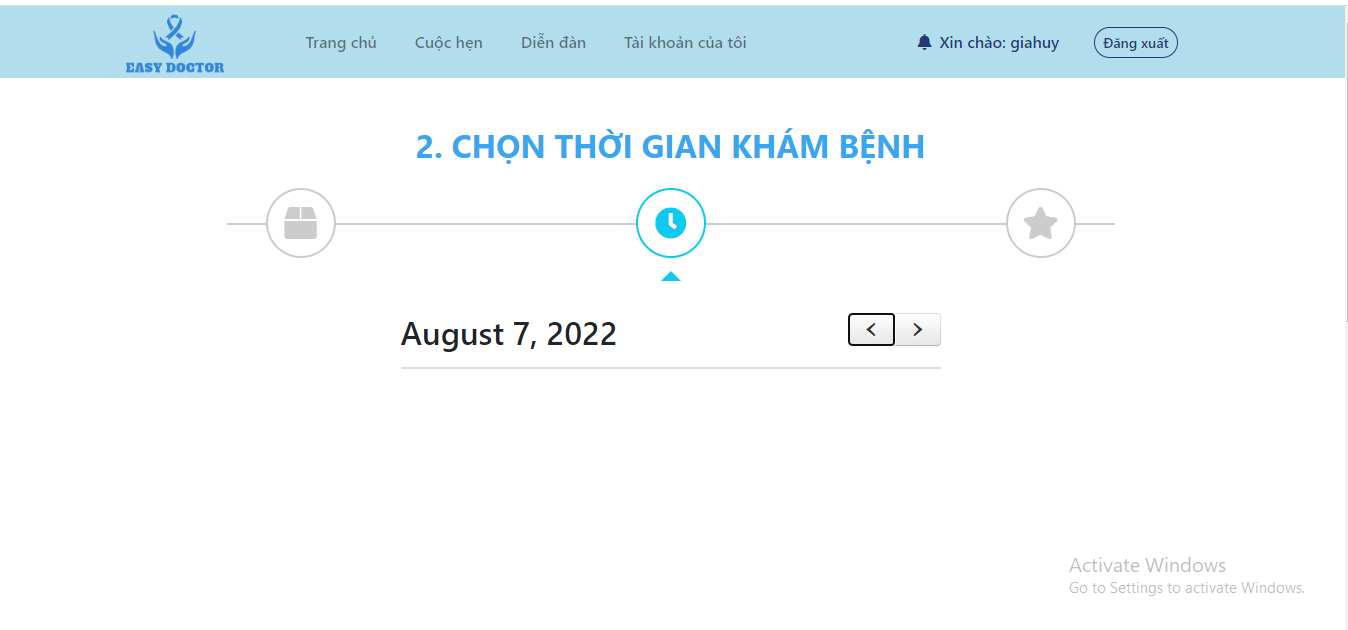 EASY DOCTOR
Trang chủ Cuộc hẹn Diễn đàn Tài khoản của tôi Xin chào: giahuy Đăng xuất
2. CHỌN THỜI GIAN KHÁM BỆNH
August 7, 2022
Activate Windows
Go to Settings to activate Windows.